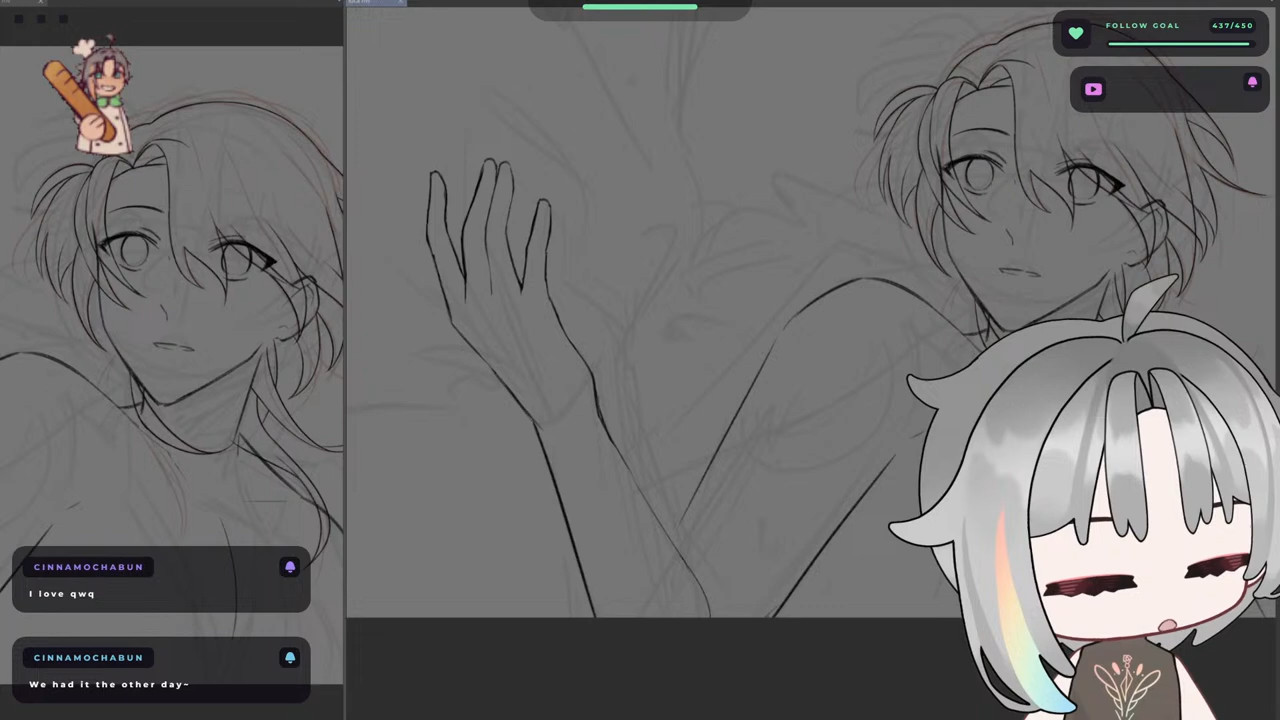 FOLLOW GOAL 437/450
CINNAMOCHABUN
I love qwq
CINNAMOCHABUN
We had it the other day~